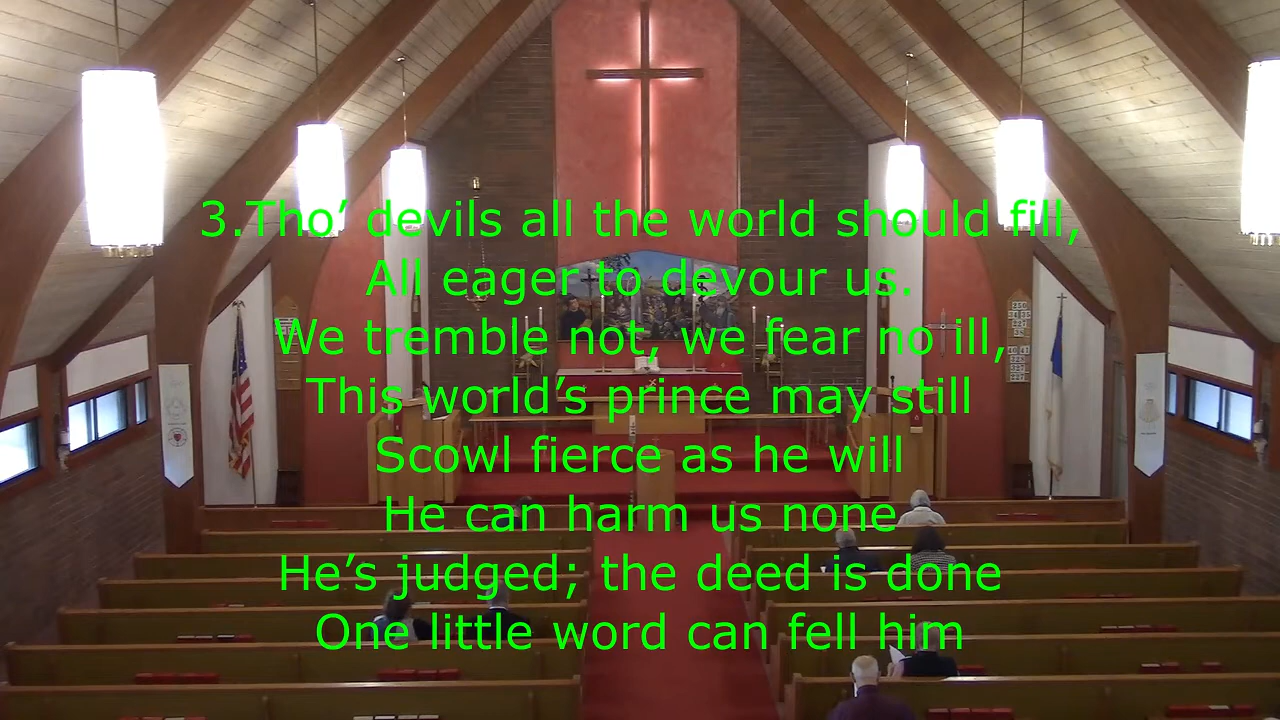 3.Tho’ devils all the world should fill,
All eager to devour us.
We tremble not, we fear no ill,
This world’s prince may still
Scowl fierce as he will
He can harm us none
He’s judged; the deed is done
One little word can fell him